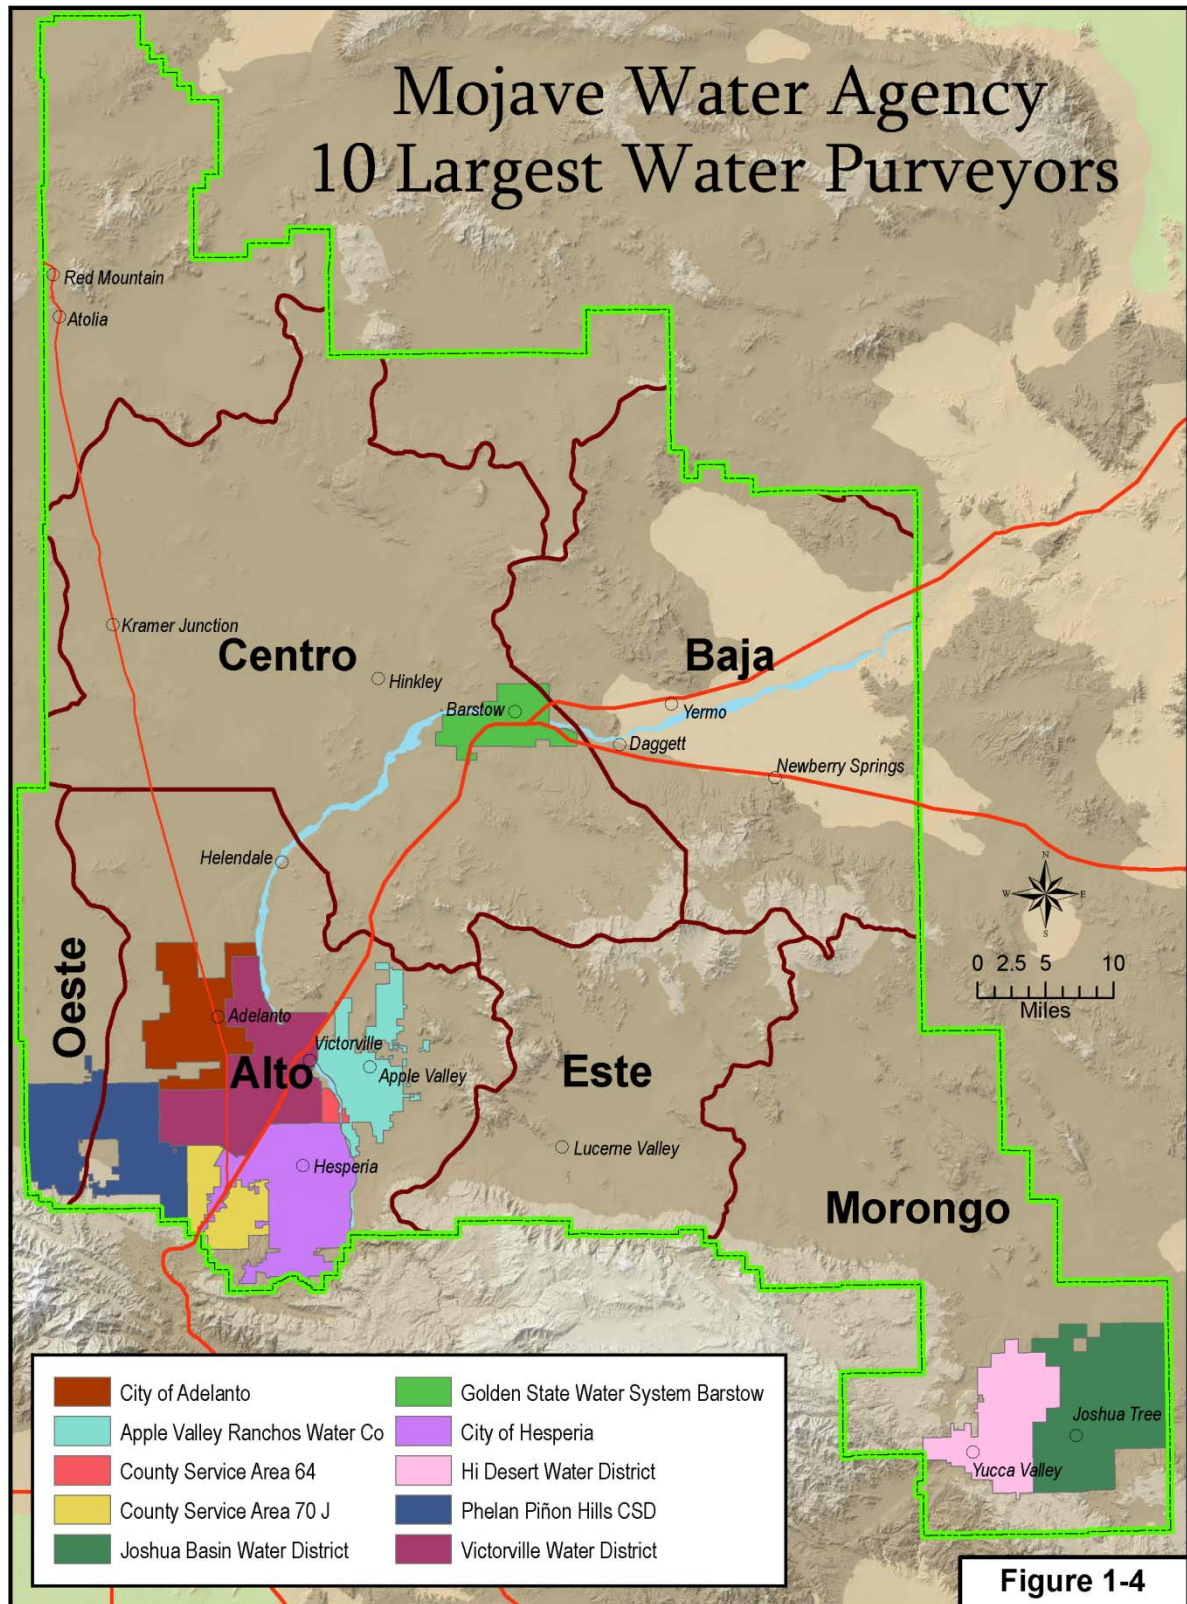 Mojave Water Agency
10 Largest Water Purveyors
Red Mountain
Atolia
Kramer Junction
Centro
Baja
Hinkley
Barstow
Yermo
Daggett
Newberry Springs
Helendale
N
W
E
S
0 2.5 5 10
Miles
Oeste
Adelanto
Victorville
Alto
Apple Valley
Este
Lucerne Valley
Hesperia
Morongo
Joshua Tree
Yucca Valley
City of Adelanto
Apple Valley Ranchos Water Co
County Service Area 64
County Service Area 70 J
Joshua Basin Water District
Golden State Water System Barstow
City of Hesperia
Hi Desert Water District
Phelan Piñon Hills CSD
Victorville Water District
Figure 1-4